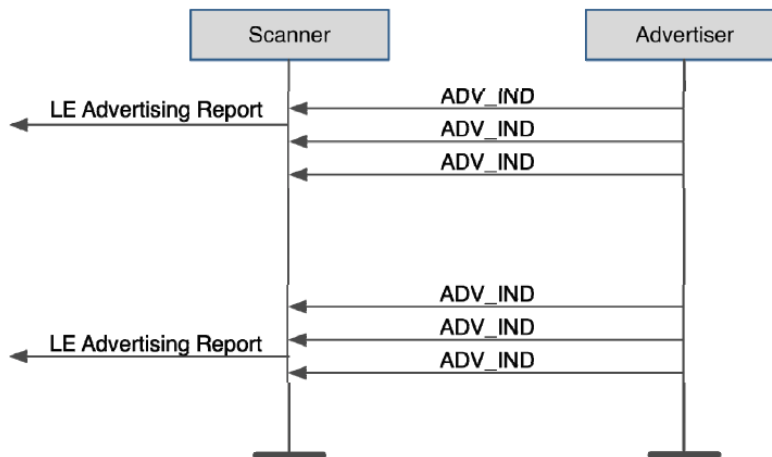 Scanner
Advertiser
ADV_IND
LE Advertising Report
ADV_IND
ADV_IND
ADV_IND
ADV_IND
LE Advertising Report
ADV_IND